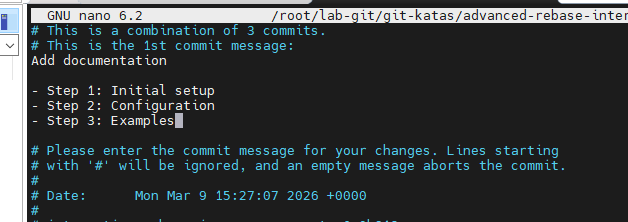 GNU nano 6.2 /root/lab-git/git-katas/advanced-rebase-inter
# This is a combination of 3 commits.
# This is the 1st commit message:
Add documentation
- Step 1: Initial setup
- Step 2: Configuration
- Step 3: Examples
# Please enter the commit message for your changes. Lines starting
# with '#' will be ignored, and an empty message aborts the commit.
#
# Date: Mon Mar 9 15:27:07 2026 +0000
#